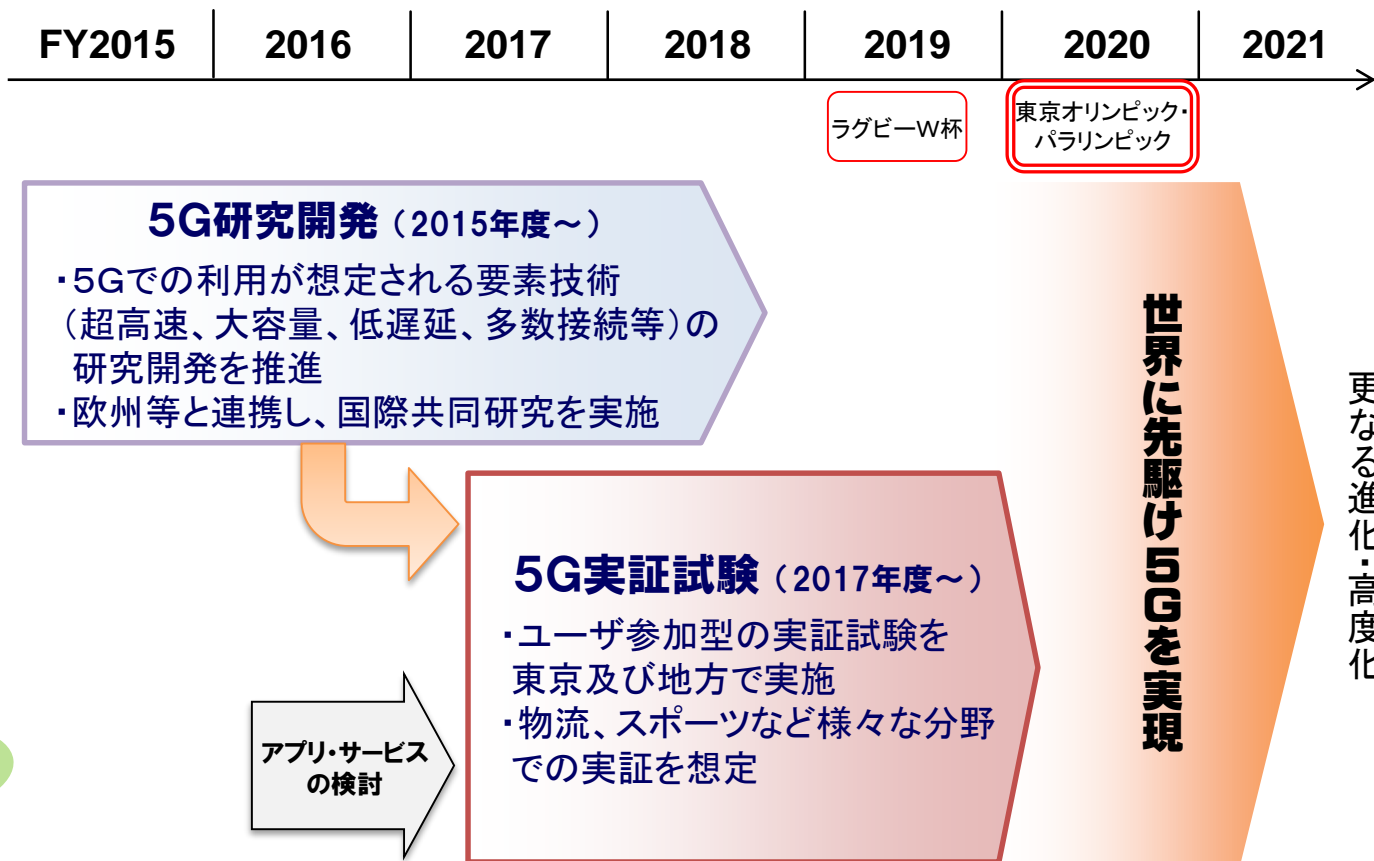 FY2015 2016 2017 2018 2019 2020 2021
ラグビーW杯
東京オリンピック・
パラリンピック
5G研究開発（2015年度～）
・5Gでの利用が想定される要素技術
（超高速、大容量、低遅延、多数接続等）の
研究開発を推進
・欧州等と連携し、国際共同研究を実施
5G実証試験（2017年度～）
・ユーザ参加型の実証試験を
東京及び地方で実施
・物流、スポーツなど様々な分野
での実証を想定
アプリ・サービス
の検討
世界に先駆け5Gを実現
更なる進化・高度化